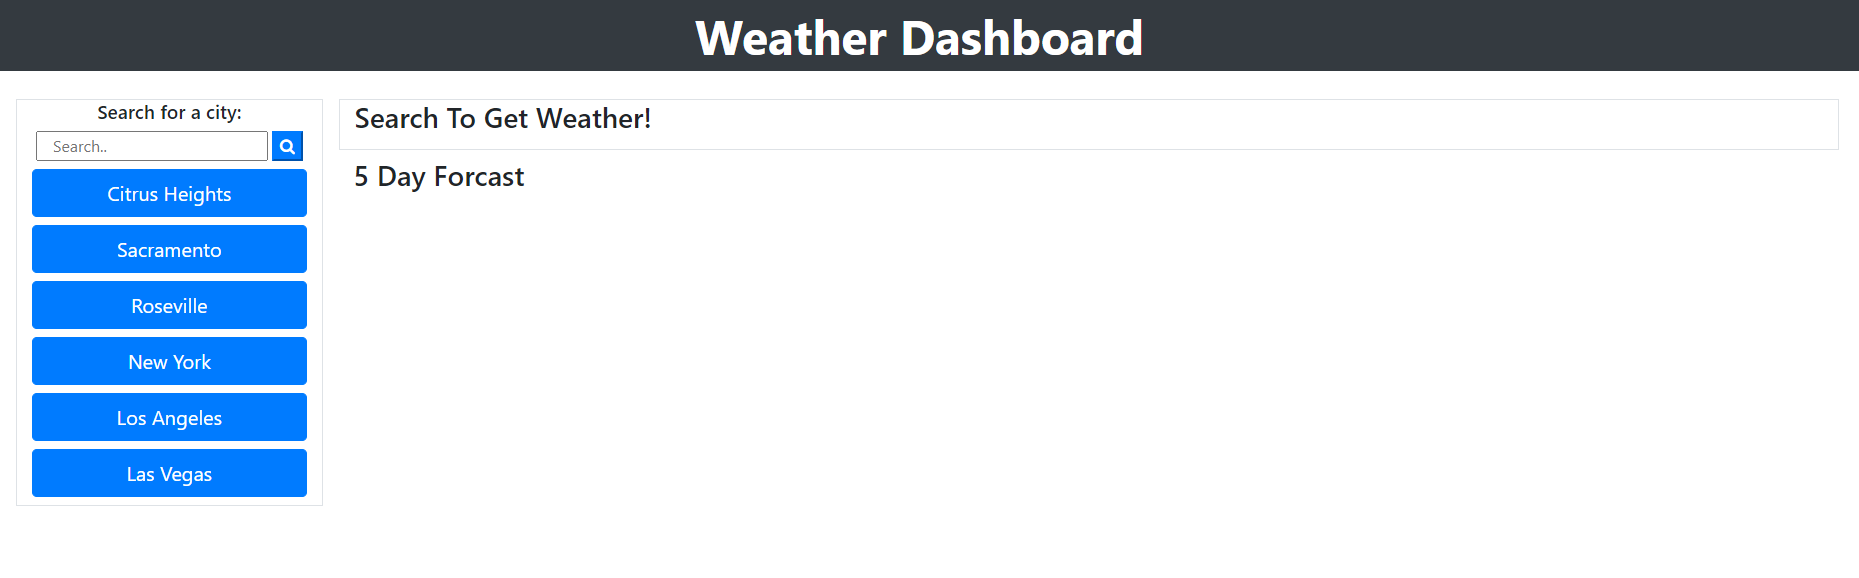 Weather Dashboard
Search for a city:
Search..
Citrus Heights
Sacramento
Roseville
New York
Los Angeles
Las Vegas
Search To Get Weather!
5 Day Forcast